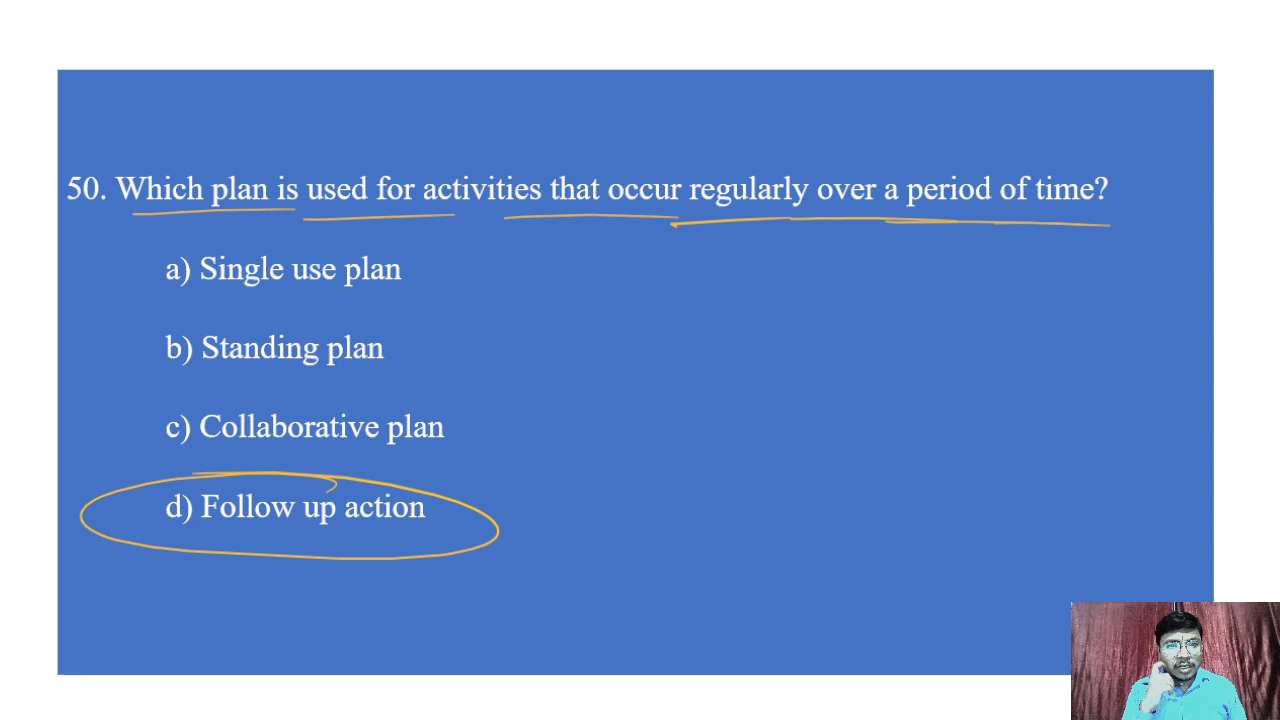 50. Which plan is used for activities that occur regularly over a period of time?
a) Single use plan
b) Standing plan
c) Collaborative plan
d) Follow up action